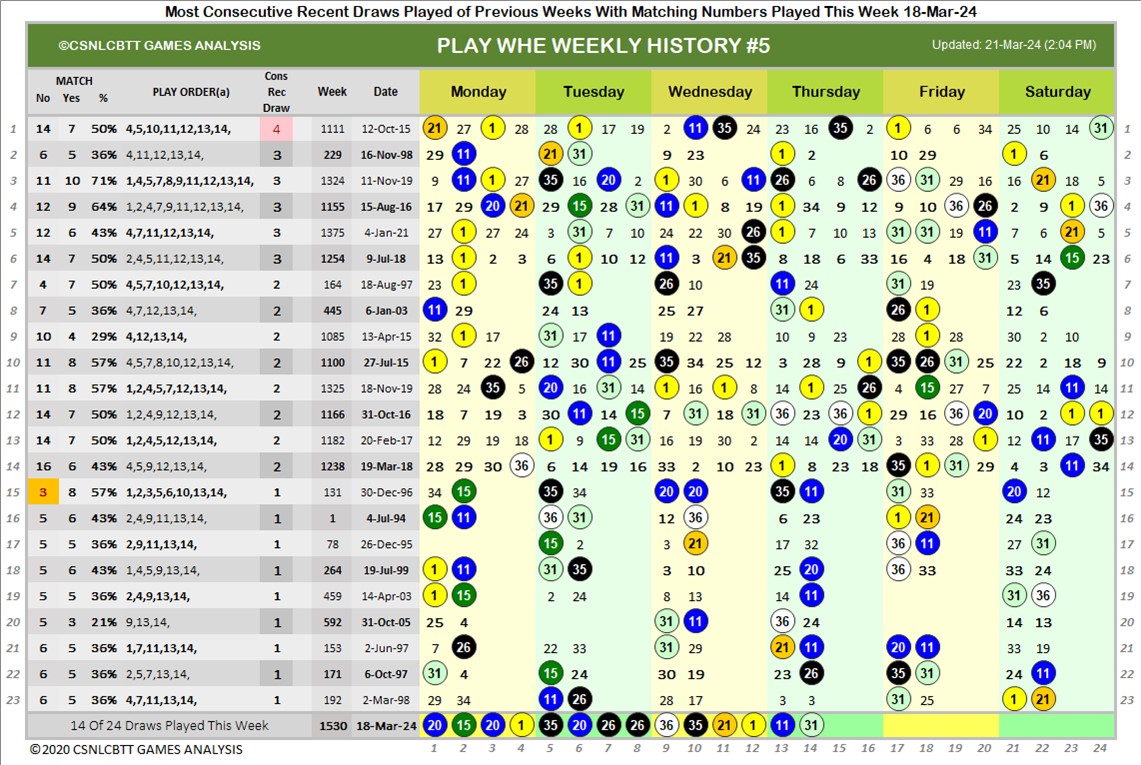 Most Consecutive Recent Draws Played of Previous Weeks With Matching Numbers Played This Week 18-Mar-24
©CSNLCBTT GAMES ANALYSIS PLAY WHE WEEKLY HISTORY #5 Updated: 21-Mar-24 (2:04 PM)
MATCH No Yes % PLAY ORDER(a) Cons Rec Draw Week Date Monday Tuesday Wednesday Thursday Friday Saturday
1 14 7 50% 4,5,10,11,12,13,14, 4 1111 12-Oct-15 21 27 1 28 28 1 17 19 2 11 35 24 23 16 35 2 1 6 6 34 25 10 14 31 1
2 6 5 36% 4,11,12,13,14, 3 229 16-Nov-98 29 11 21 31 9 23 1 2 10 29 1 6 2
3 11 10 71% 1,4,5,7,8,9,11,12,13,14, 3 1324 11-Nov-19 9 11 1 27 35 16 20 2 1 30 6 11 26 6 8 26 36 31 29 16 16 21 18 5 3
4 12 9 64% 1,2,4,7,9,11,12,13,14, 3 1155 15-Aug-16 17 29 20 21 29 15 28 31 11 1 8 19 1 34 9 12 9 10 36 26 2 9 1 36 4
5 12 6 43% 4,7,11,12,13,14, 3 1375 4-Jan-21 27 1 27 24 3 31 7 10 24 22 30 26 1 7 10 13 31 31 19 11 7 6 21 5 5
6 14 7 50% 2,4,5,11,12,13,14, 3 1254 9-Jul-18 13 1 2 3 6 1 10 12 11 3 21 35 8 18 6 33 16 4 18 31 5 14 15 23 6
7 4 7 50% 4,5,7,10,12,13,14, 2 164 18-Aug-97 23 1 35 1 26 10 11 24 31 19 23 35 7
8 7 5 36% 4,7,12,13,14, 2 445 6-Jan-03 11 29 24 13 25 27 31 1 26 1 12 6 8
9 10 4 29% 4,12,13,14, 2 1085 13-Apr-15 32 1 17 31 17 11 19 22 28 10 9 23 28 1 28 30 2 10 9
10 11 8 57% 4,5,7,8,10,12,13,14, 2 1100 27-Jul-15 1 7 22 26 12 30 11 25 35 34 25 12 3 28 9 1 35 26 31 25 22 2 18 9 10
11 11 8 57% 1,2,4,5,7,12,13,14, 2 1325 18-Nov-19 28 24 35 5 20 16 31 14 1 16 1 8 14 1 25 26 4 15 27 7 25 14 11 14 11
12 14 7 50% 1,2,4,9,12,13,14, 2 1166 31-Oct-16 18 7 19 3 30 11 14 15 7 31 18 31 36 23 36 1 29 16 36 20 10 2 1 1 12
13 14 7 50% 1,2,4,5,12,13,14, 2 1182 20-Feb-17 12 29 19 18 1 9 15 31 16 19 30 2 14 14 20 31 3 33 28 1 12 11 17 35 13
14 16 6 43% 4,5,9,12,13,14, 2 1238 19-Mar-18 28 29 30 36 6 14 19 16 33 2 10 23 1 8 23 18 35 1 31 29 4 3 11 34 14
15 3 8 57% 1,2,3,5,6,10,13,14, 1 131 30-Dec-96 34 15 35 34 20 20 35 11 31 33 20 12 15
16 5 6 43% 2,4,9,11,13,14, 1 1 4-Jul-94 15 11 36 31 12 36 6 23 1 21 24 23 16
17 5 5 36% 2,9,11,13,14, 1 78 26-Dec-95 15 2 3 21 17 32 36 11 27 31 17
18 5 6 43% 1,4,5,9,13,14, 1 264 19-Jul-99 1 11 31 35 3 10 25 20 36 33 33 24 18
19 5 5 36% 2,4,9,13,14, 1 459 14-Apr-03 1 15 2 24 8 13 14 11 31 36 19
20 5 3 21% 9,13,14, 1 592 31-Oct-05 25 4 31 11 36 24 14 13 20
21 6 5 36% 1,7,11,13,14, 1 153 2-Jun-97 7 26 22 33 31 29 21 11 20 11 33 19 21
22 6 5 36% 2,5,7,13,14, 1 171 6-Oct-97 31 4 15 24 30 19 23 26 35 31 24 11 22
23 6 5 36% 4,7,11,13,14, 1 192 2-Mar-98 29 34 11 26 28 17 3 3 31 25 1 21 23
14 Of 24 Draws Played This Week 1530 18-Mar-24 20 15 20 1 35 20 26 26 36 35 21 1 11 31
© 2020 CSNLCBTT GAMES ANALYSIS 1 2 3 4 5 6 7 8 9 10 11 12 13 14 15 16 17 18 19 20 21 22 23 24